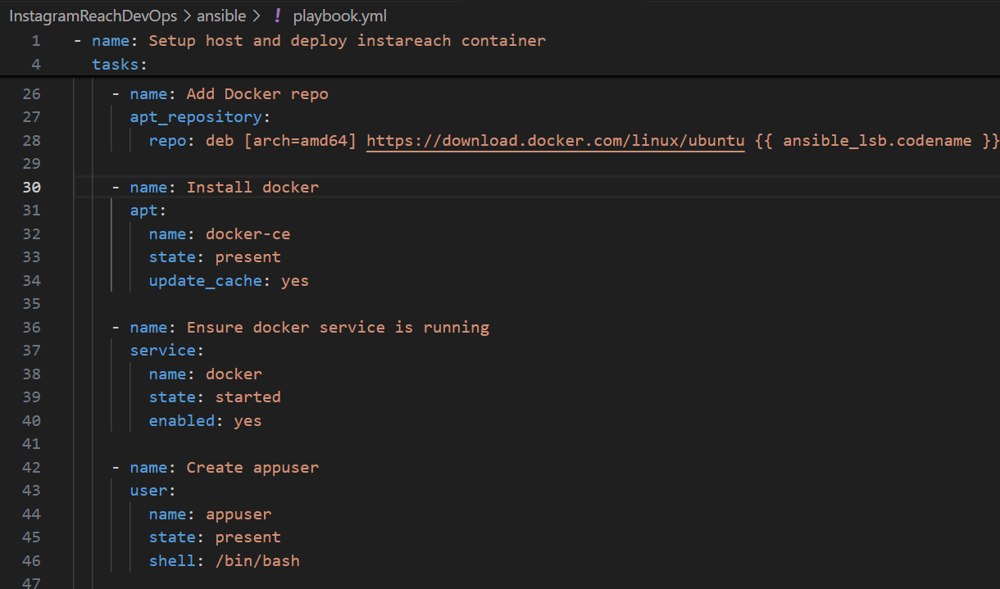 InstagramReachDevOps > ansible > ! playbook.yml
1 - name: Setup host and deploy instareach container
4 tasks:
26 - name: Add Docker repo
27 apt_repository:
28 repo: deb [arch=amd64] https://download.docker.com/linux/ubuntu {{ ansible_lsb.codename }}
29
30 - name: Install docker
31 apt:
32 name: docker-ce
33 state: present
34 update_cache: yes
35
36 - name: Ensure docker service is running
37 service:
38 name: docker
39 state: started
40 enabled: yes
41
42 - name: Create appuser
43 user:
44 name: appuser
45 state: present
46 shell: /bin/bash
47